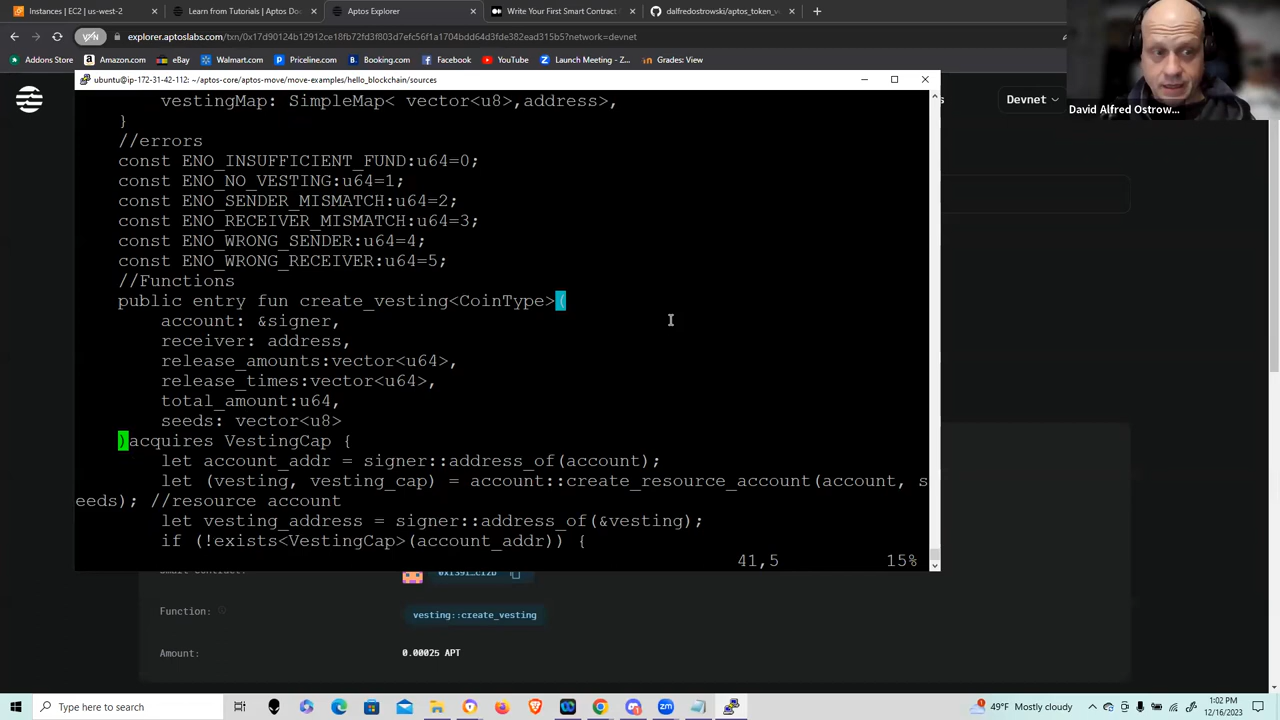 Instances | EC2 | us-west-2
Learn from Tutorials | Aptos Doc
Aptos Explorer
Write Your First Smart Contract
dalfredostrowski/aptos_token_v
explorer.aptoslabs.com/txn/0x17d90124b12912ce18fb72fd3f803d7efc56af1a1704bdd64d3fde382ead315b5?network=devnet
Addons Store
Amazon.com
eBay
Walmart.com
Priceline.com
Booking.com
Facebook
YouTube
Launch Meeting - Z...
Grades: View
David Alfred Ostrow...
ubuntu@ip-172-31-42-112: ~/aptos-core/aptos-move/move-examples/hello_blockchain/sources
Devnet
vestingMap: SimpleMap< vector<u8>,address>,
}
//errors
const ENO_INSUFFICIENT_FUND:u64=0;
const ENO_NO_VESTING:u64=1;
const ENO_SENDER_MISMATCH:u64=2;
const ENO_RECEIVER_MISMATCH:u64=3;
const ENO_WRONG_SENDER:u64=4;
const ENO_WRONG_RECEIVER:u64=5;
//Functions
public entry fun create_vesting<CoinType>(
account: &signer,
receiver: address,
release_amounts:vector<u64>,
release_times:vector<u64>,
total_amount:u64,
seeds: vector<u8>
)acquires VestingCap {
let account_addr = signer::address_of(account);
let (vesting, vesting_cap) = account::create_resource_account(account, s
eeds); //resource account
let vesting_address = signer::address_of(&vesting);
if (!exists<VestingCap>(account_addr)) {
41,5 15%
Function:
vesting::create_vesting
Amount:
0.00025 APT
Type here to search
49°F Mostly cloudy
1:02 PM
12/16/2023